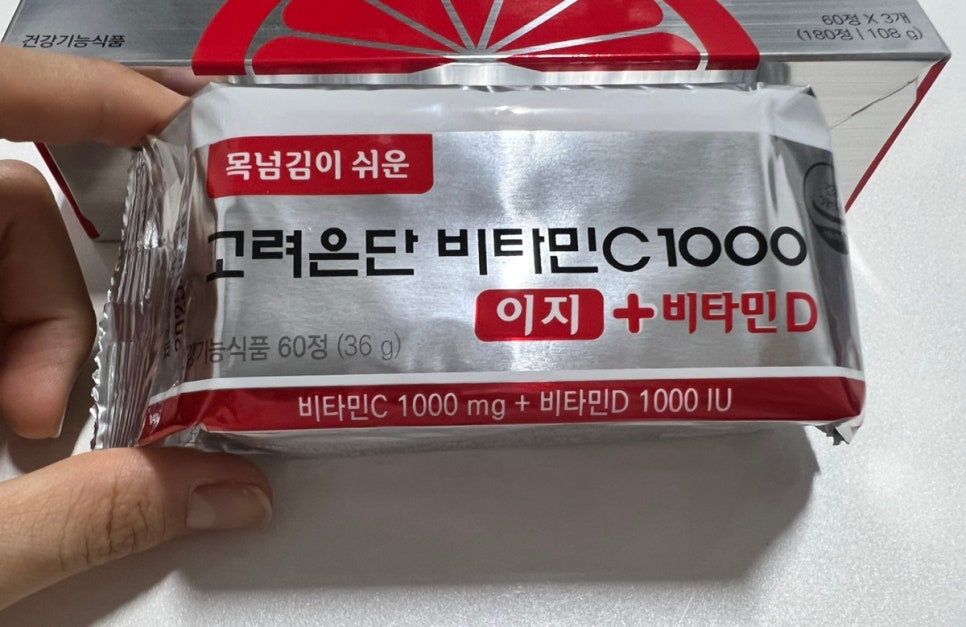 건강기능식품
60정 X 3개
(180정 | 108 g)
목넘김이 쉬운
고려은단 비타민C1000
이지 +비타민D
건강기능식품 60정 (36 g)
비타민C 1000 mg + 비타민D 1000 IU